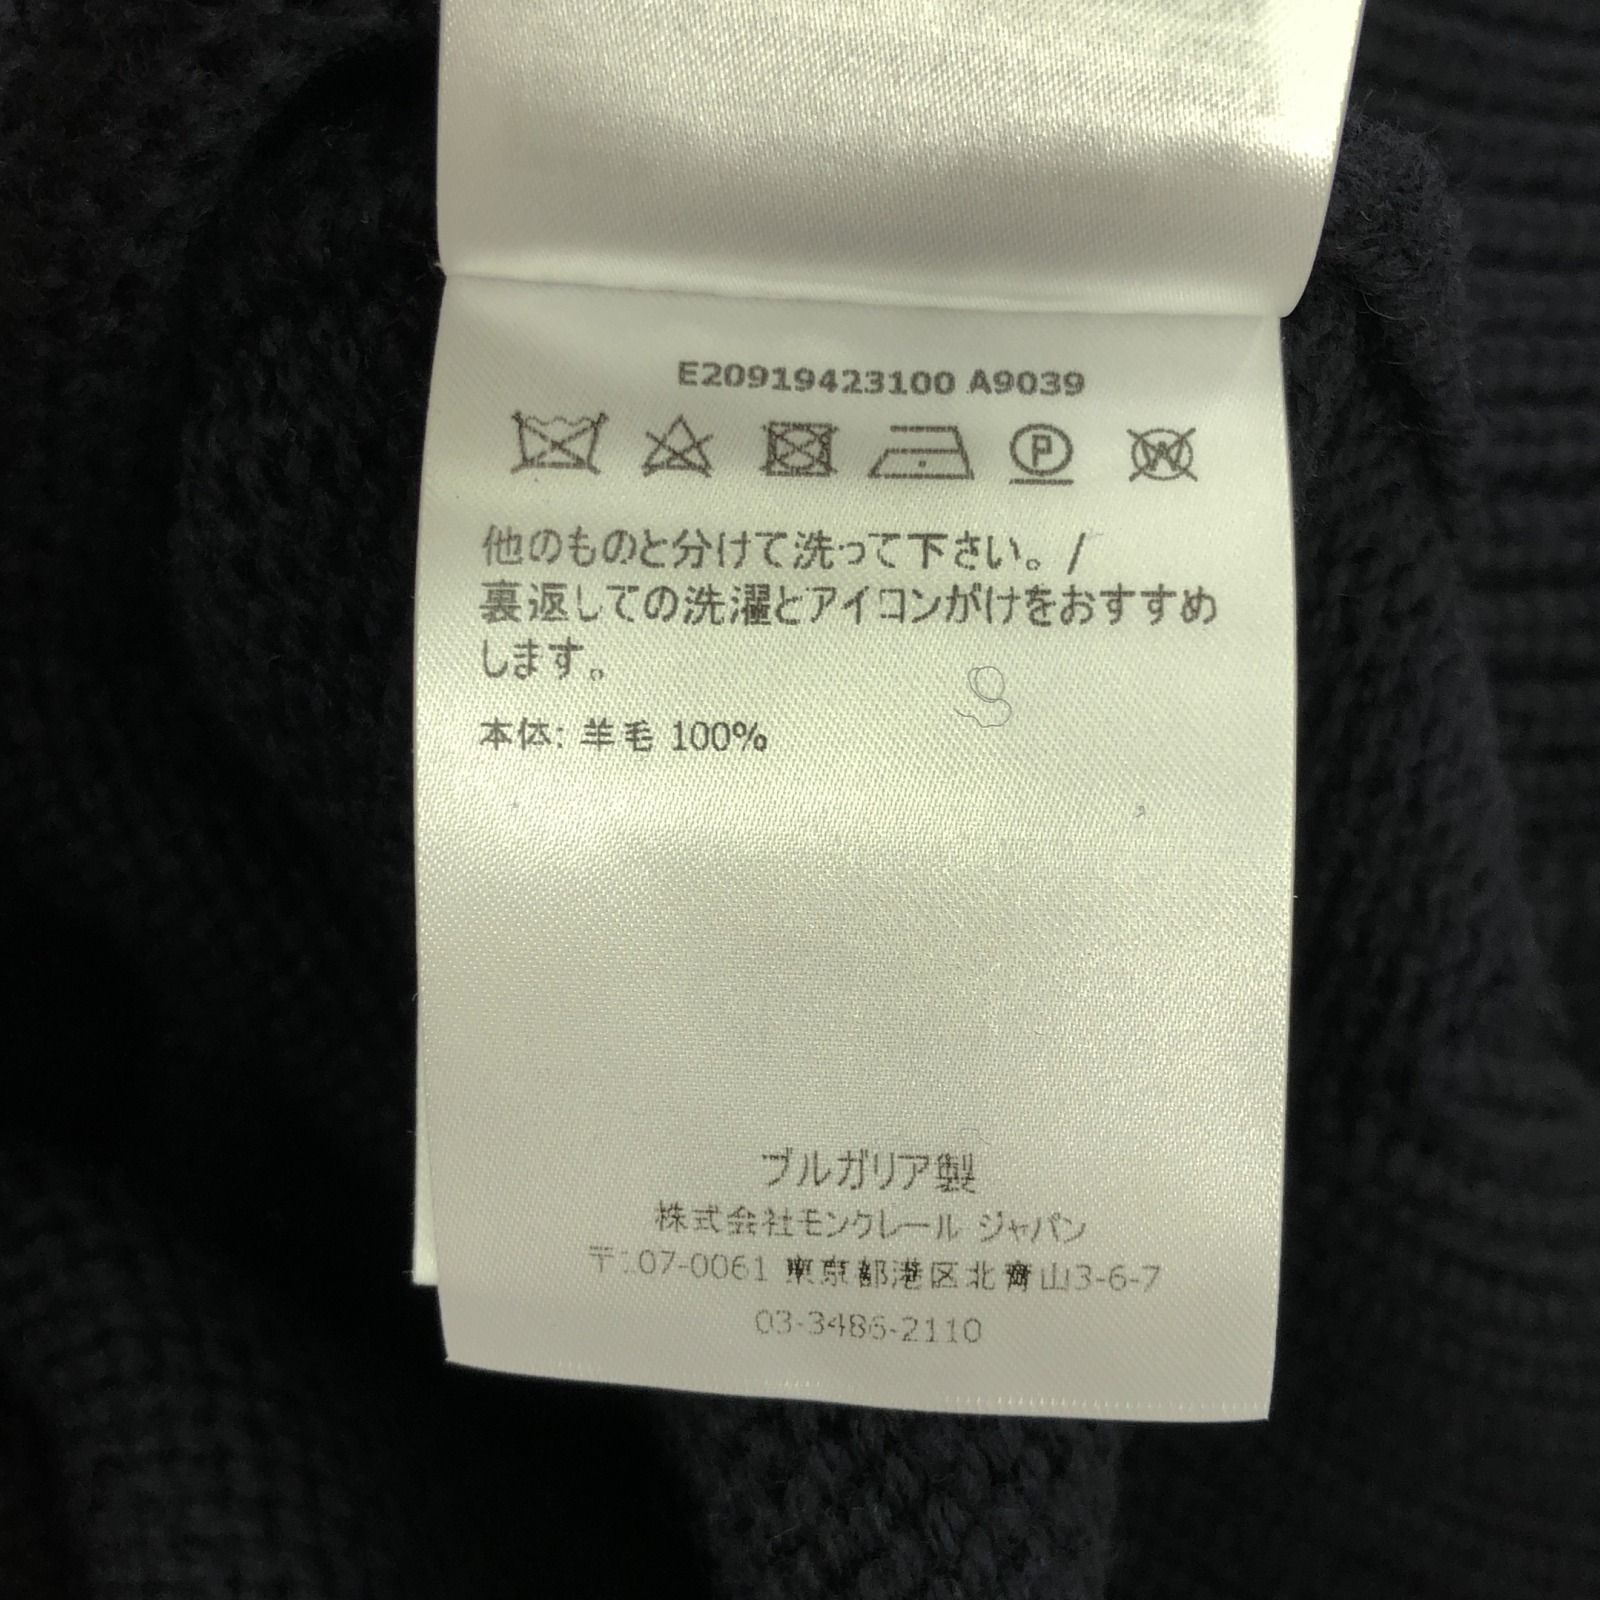 E20919423100 A9039
他のものと分けて洗って下さい。/
裏返しての洗濯とアイロンがけをおすすめ
します。
本体: 羊毛 100%
ブルガリア製
株式会社モンクレール ジャパン
〒107-0061 東京都港区北青山3-6-7
03-3486-2110